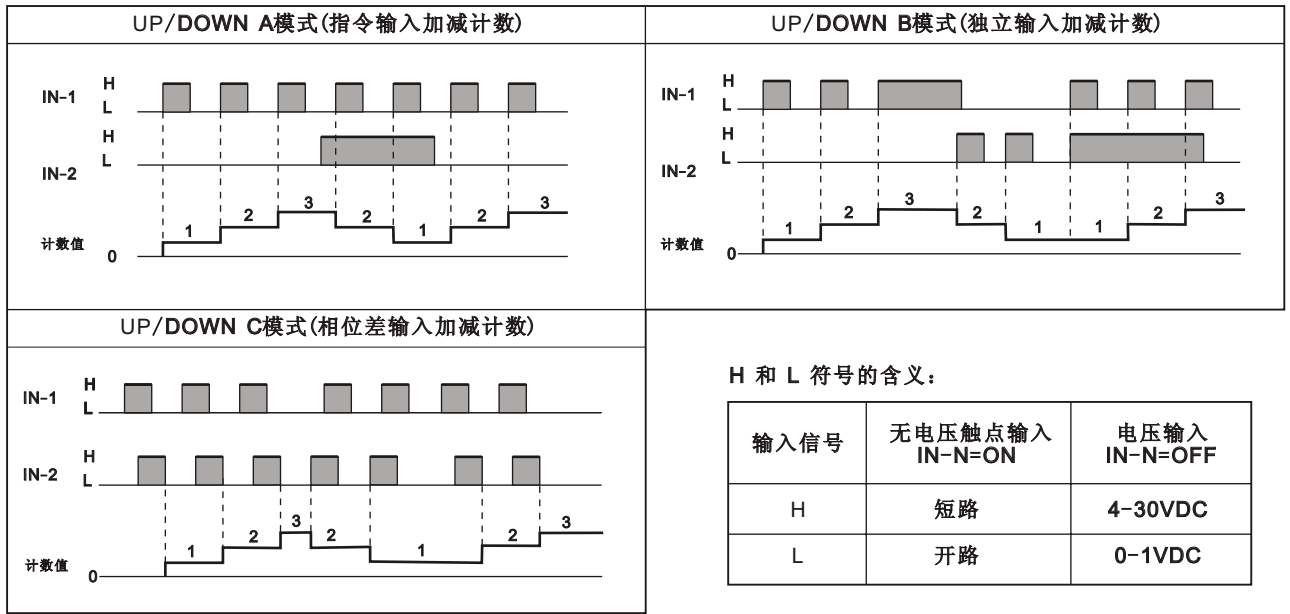 UP/DOWN A模式(指令输入加减计数)
IN-1
H
L
IN-2
H
L
计数值
0
1
2
3
2
1
2
3
UP/DOWN B模式(独立输入加减计数)
IN-1
H
L
IN-2
H
L
计数值
0
1
2
3
2
1
1
2
3
UP/DOWN C模式(相位差输入加减计数)
IN-1
H
L
IN-2
H
L
计数值
0
1
2
3
2
1
2
3
H 和 L 符号的含义:
输入信号
无电压触点输入
IN-N=ON
电压输入
IN-N=OFF
H
短路
4-30VDC
L
开路
0-1VDC